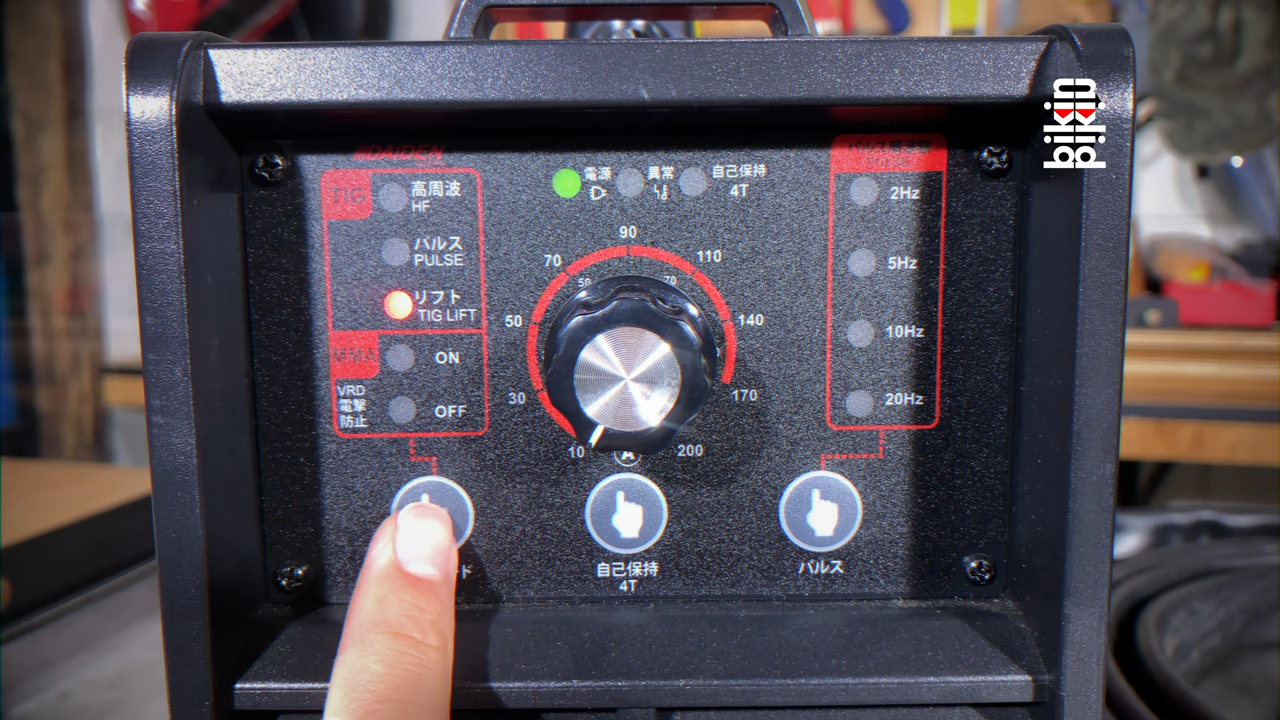 bikip
DAIDEN
TIG
高周波
HF
パルス
PULSE
リフト
TIG LIFT
MMA
ON
VRD
電撃
防止
OFF
電源
異常
自己保持
4T
90
70
110
50
70
50
140
30
170
10
A
200
2Hz
5Hz
10Hz
20Hz
ド
自己保持
4T
パルス